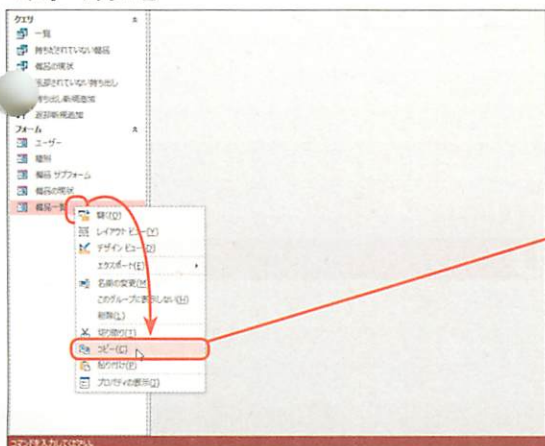 クエリ
一覧
持ちだされていない備品
備品の現状
返却されていない持ち出し
持ち出し新規追加
返却新規追加
フォーム
ユーザー
種別
備品 サブフォーム
備品の現状
備品一覧
開く(O)
レイアウト ビュー(Y)
デザイン ビュー(D)
エクスポート(E)
名前の変更(M)
このグループに表示しない(H)
削除(L)
切り取り(T)
コピー(C)
貼り付け(P)
プロパティの表示(T)
コマンドを入力してください。